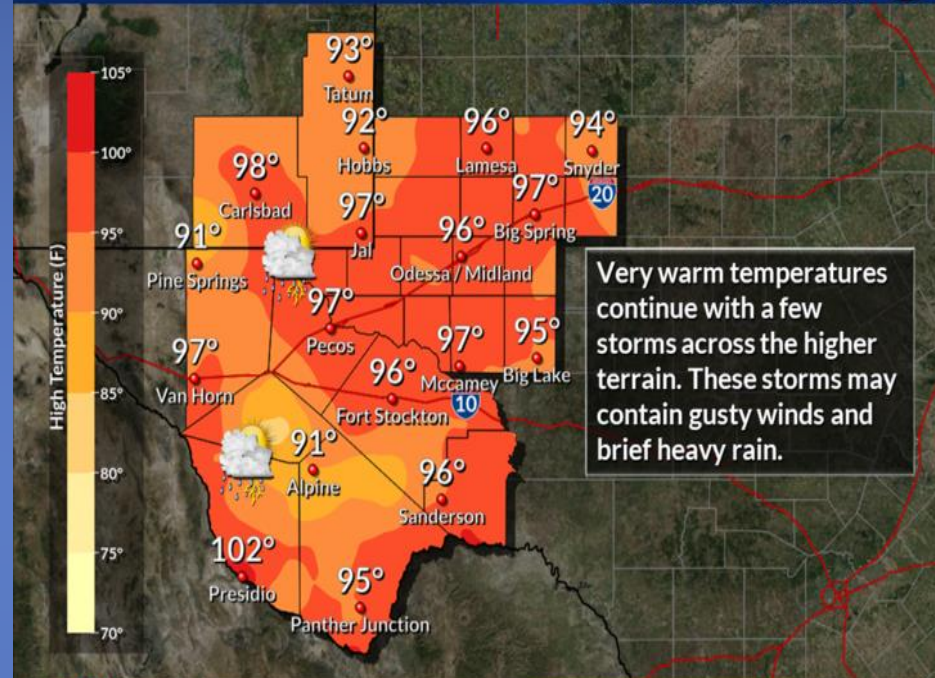 105°
100°
95°
90°
85°
80°
75°
70°
High Temperature (F)
93°
Tatum
92°
Hobbs
96°
Lamesa
94°
Snyder
98°
Carlsbad
97°
Jal
97°
Big Spring
20
91°
Pine Springs
96°
Odessa / Midland
97°
Pecos
97°
Mccamey
95°
Big Lake
97°
Van Horn
96°
Fort Stockton
10
91°
Alpine
96°
Sanderson
102°
Presidio
95°
Panther Junction
Very warm temperatures
continue with a few
storms across the higher
terrain. These storms may
contain gusty winds and
brief heavy rain.